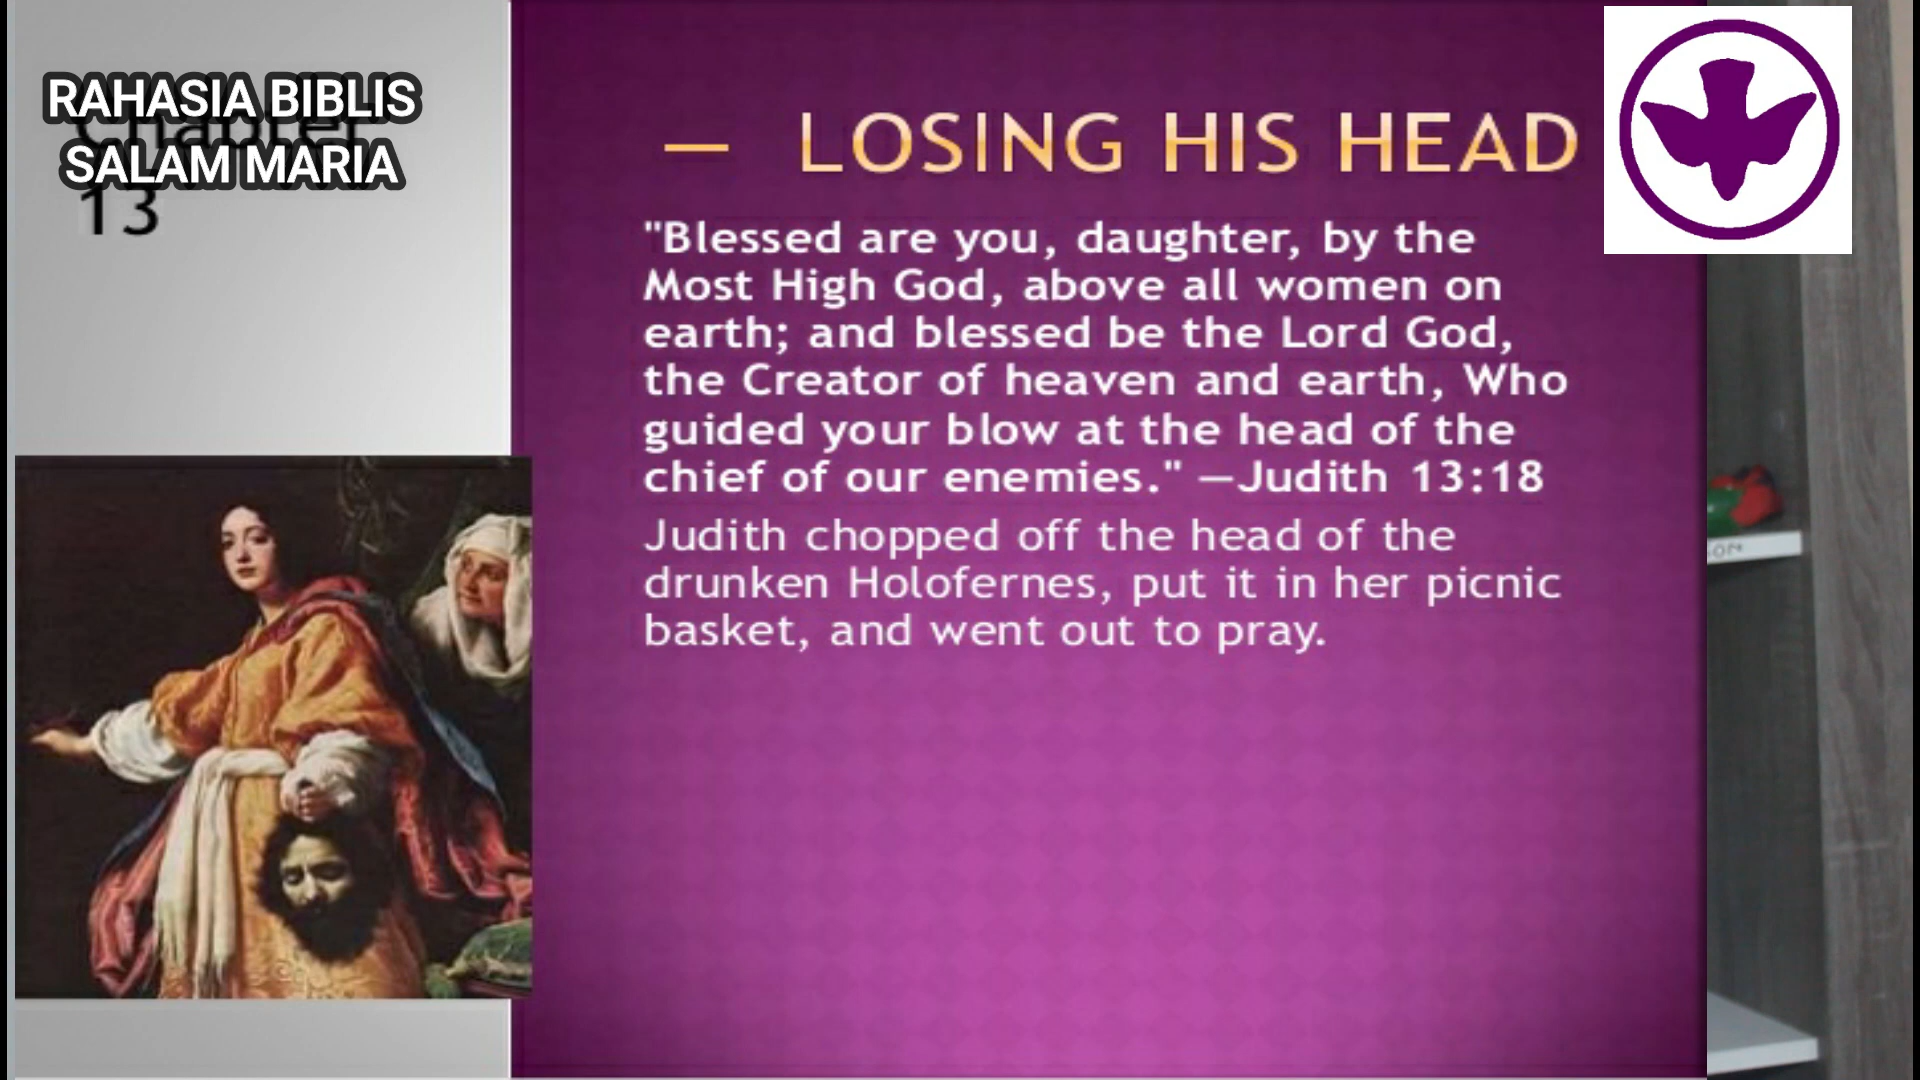 RAHASIA BIBLIS
SALAM MARIA
Chapter
13
— LOSING HIS HEAD
"Blessed are you, daughter, by the
Most High God, above all women on
earth; and blessed be the Lord God,
the Creator of heaven and earth, Who
guided your blow at the head of the
chief of our enemies." —Judith 13:18
Judith chopped off the head of the
drunken Holofernes, put it in her picnic
basket, and went out to pray.